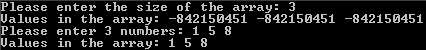 Please enter the size of the array: 3
Values in the array: -842150451 -842150451 -842150451
Please enter 3 numbers: 1 5 8
Values in the array: 1 5 8